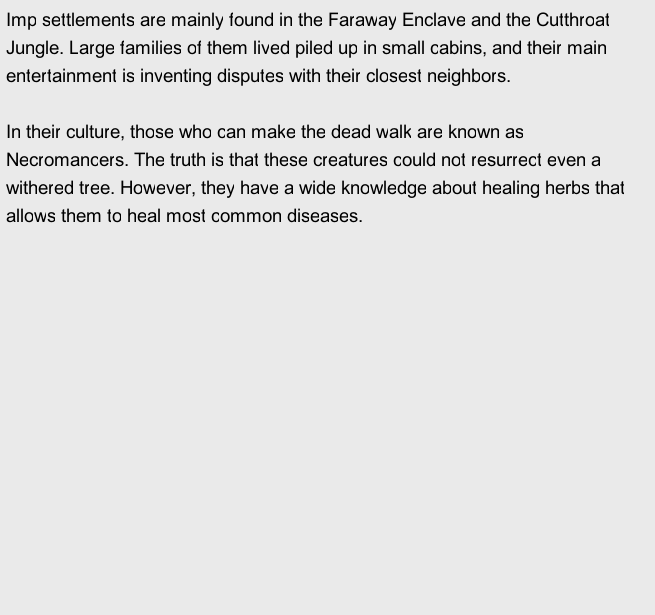 Imp settlements are mainly found in the Faraway Enclave and the Cutthroat
Jungle. Large families of them lived piled up in small cabins, and their main
entertainment is inventing disputes with their closest neighbors.

In their culture, those who can make the dead walk are known as
Necromancers. The truth is that these creatures could not resurrect even a
withered tree. However, they have a wide knowledge about healing herbs that
allows them to heal most common diseases.